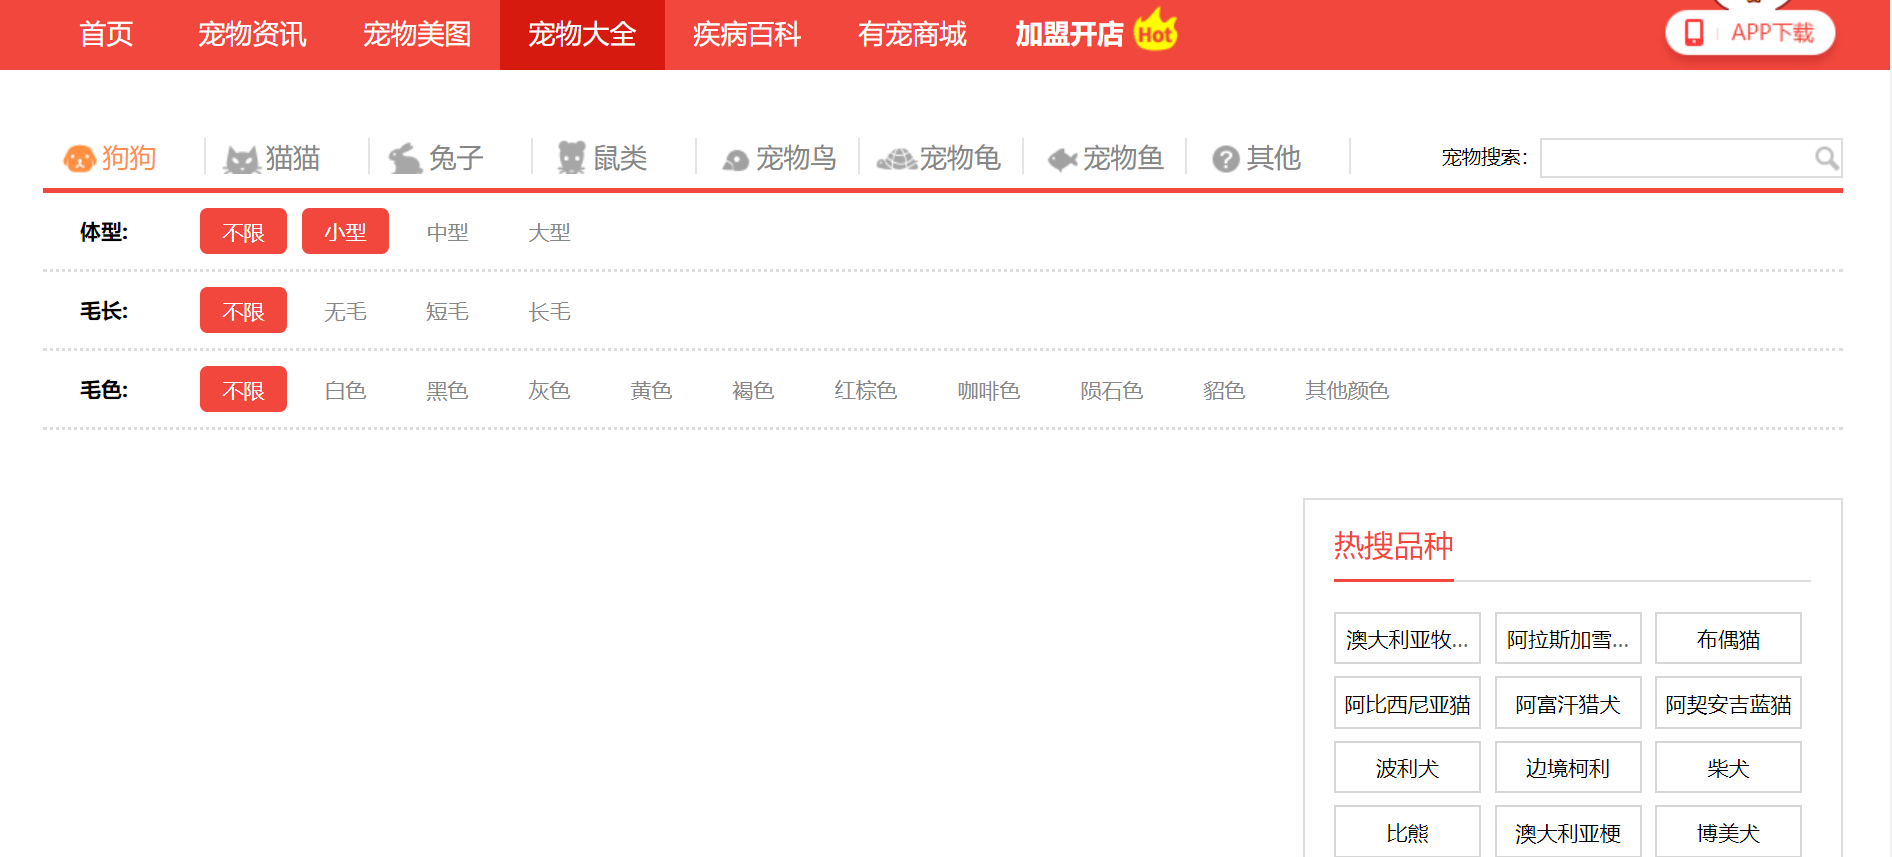 首页 宠物资讯 宠物美图 宠物大全 疾病百科 有宠商城 加盟开店 Hot APP下载
狗狗 猫猫 兔子 鼠类 宠物鸟 宠物龟 宠物鱼 其他 宠物搜索:
体型: 不限 小型 中型 大型
毛长: 不限 无毛 短毛 长毛
毛色: 不限 白色 黑色 灰色 黄色 褐色 红棕色 咖啡色 陨石色 貂色 其他颜色
热搜品种
澳大利亚牧... 阿拉斯加雪... 布偶猫
阿比西尼亚猫 阿富汗猎犬 阿契安吉蓝猫
波利犬 边境柯利 柴犬
比熊 澳大利亚梗 博美犬